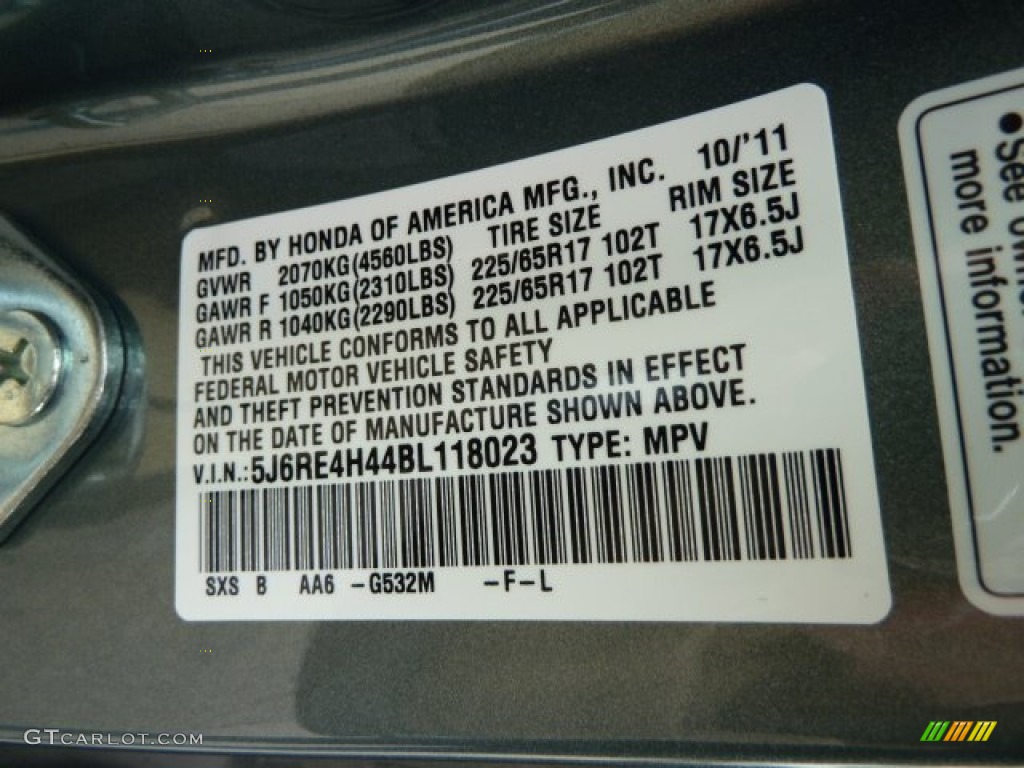 MFD. BY HONDA OF AMERICA MFG., INC. 10/'11
GVWR 2070KG(4560LBS) TIRE SIZE RIM SIZE
GAWR F 1050KG(2310LBS) 225/65R17 102T 17X6.5J
GAWR R 1040KG(2290LBS) 225/65R17 102T 17X6.5J
THIS VEHICLE CONFORMS TO ALL APPLICABLE
FEDERAL MOTOR VEHICLE SAFETY
AND THEFT PREVENTION STANDARDS IN EFFECT
ON THE DATE OF MANUFACTURE SHOWN ABOVE.
V.I.N.: 5J6RE4H44BL118023 TYPE: MPV
SXS B AA6 -G532M -F-L
•See
more information.
GTCARLOT.COM